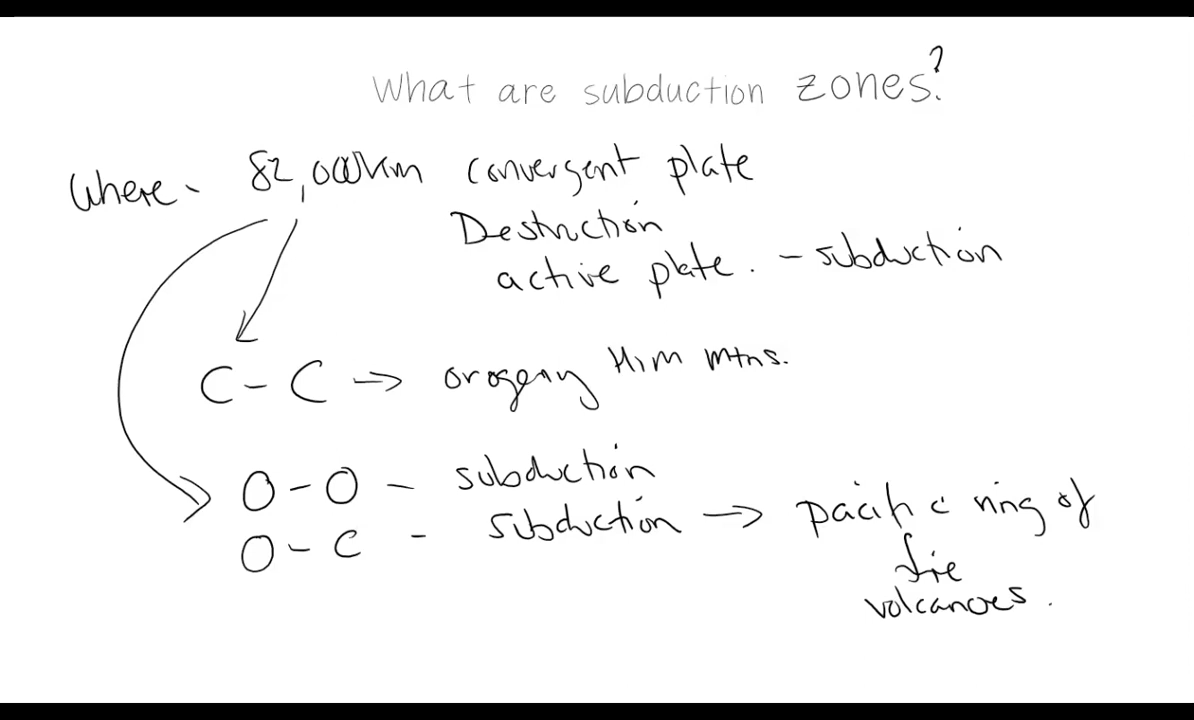 What are subduction zones?
Where - 82,000km convergent plate
Destruction
active plate. - subduction
C - C → orogeny Him mtns.
O - O - subduction
O - C - subduction → pacific ring of
fire
volcanoes.